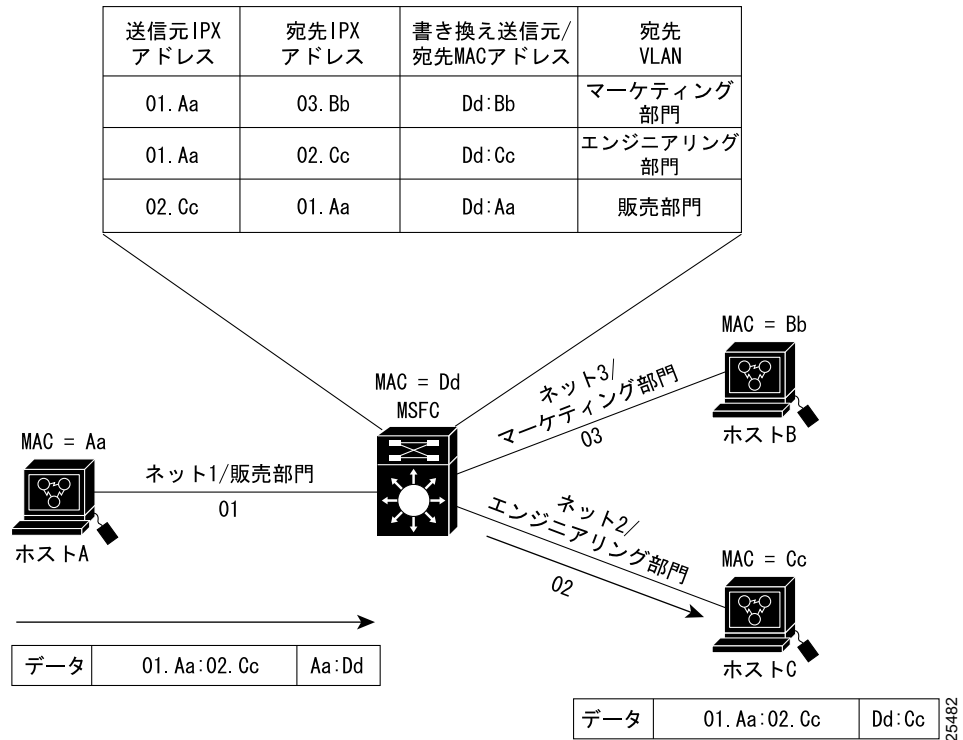 送信元IPX
アドレス
宛先IPX
アドレス
書き換え送信元/
宛先MACアドレス
宛先
VLAN
01.Aa
03.Bb
Dd:Bb
マーケティング
部門
01.Aa
02.Cc
Dd:Cc
エンジニアリング
部門
02.Cc
01.Aa
Dd:Aa
販売部門
MAC = Bb
MAC = Dd
MSFC
ネット3/
マーケティング部門
03
ホストB
MAC = Aa
ネット1/販売部門
01
ホストA
ネット2/
エンジニアリング部門
02
MAC = Cc
ホストC
データ
01.Aa:02.Cc
Aa:Dd
データ
01.Aa:02.Cc
Dd:Cc
25482